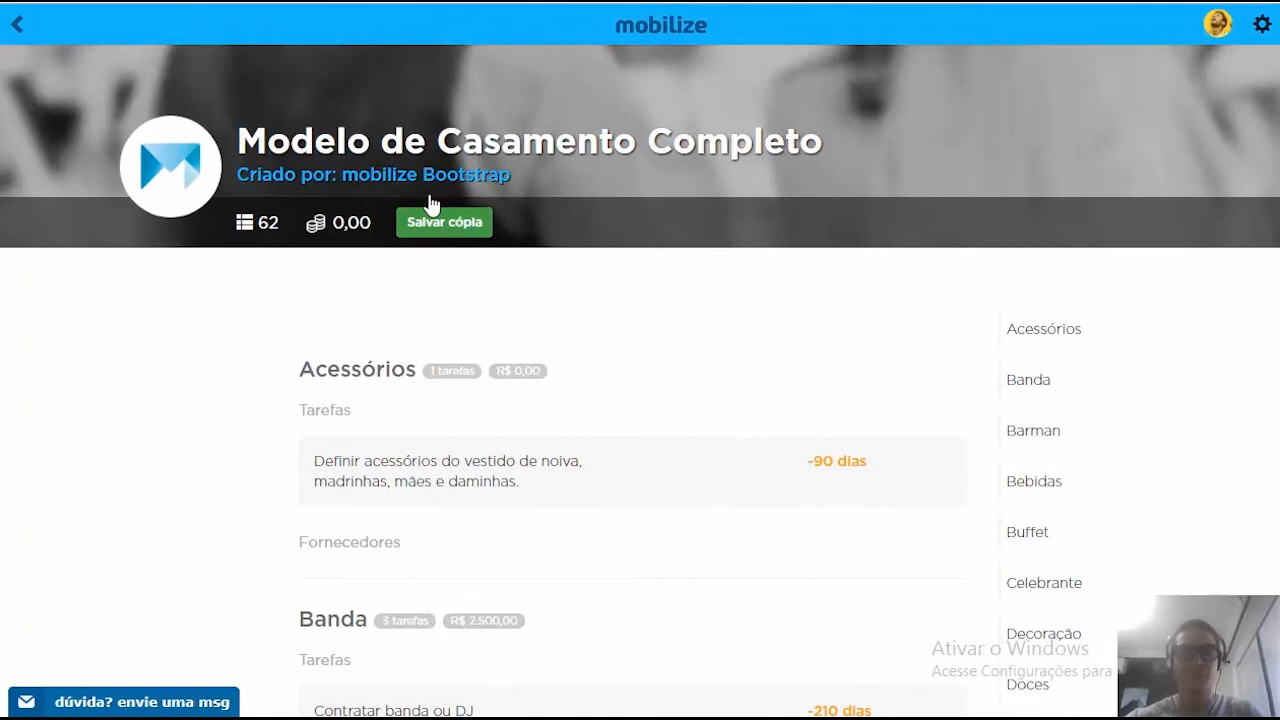 mobilize
Modelo de Casamento Completo
Criado por: mobilize Bootstrap
62
0,00
Salvar cópia
Acessórios 1 tarefas R$ 0,00
Tarefas
Definir acessórios do vestido de noiva,
madrinhas, mães e daminhas.
-90 dias
Fornecedores
Banda 3 tarefas R$ 2.500,00
Tarefas
Contratar banda ou DJ
-210 dias
Acessórios
Banda
Barman
Bebidas
Buffet
Celebrante
Decoração
Doces
Ativar o Windows
Acesse Configurações para
dúvida? envie uma msg